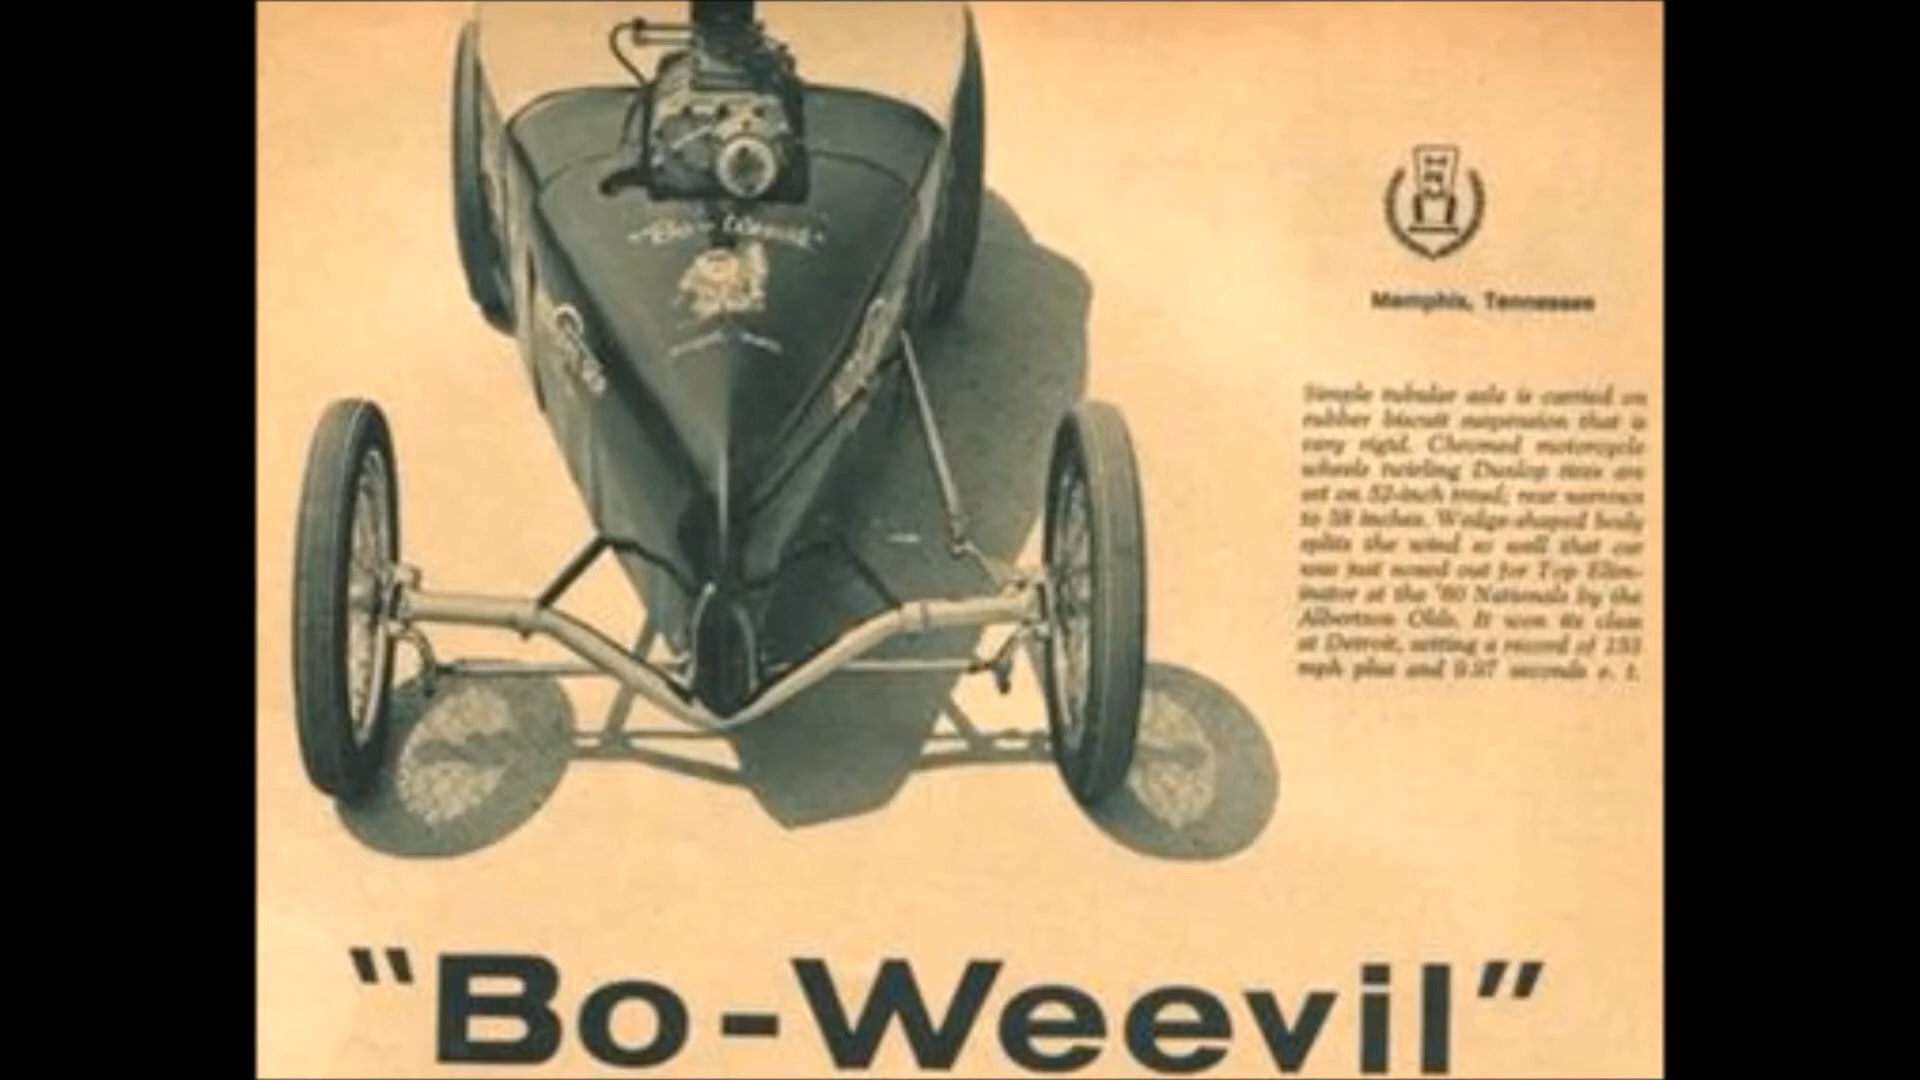 "Bo-Weevil"
Memphis, Tennessee
Simple tubular axle is carried on
rubber biscuit suspension that is
very rigid. Chromed motorcycle
wheels twirling Dunlop tires are
set on 52-inch tread; rear narrows
to 38 inches. Wedge-shaped body
splits the wind so well that car
was just nosed out for Top Elim-
inator at the '60 Nationals by the
Albertson Olds. It won its class
at Detroit, setting a record of
mph plus and 9.97 seconds e. t.
"Bo-Weevil"